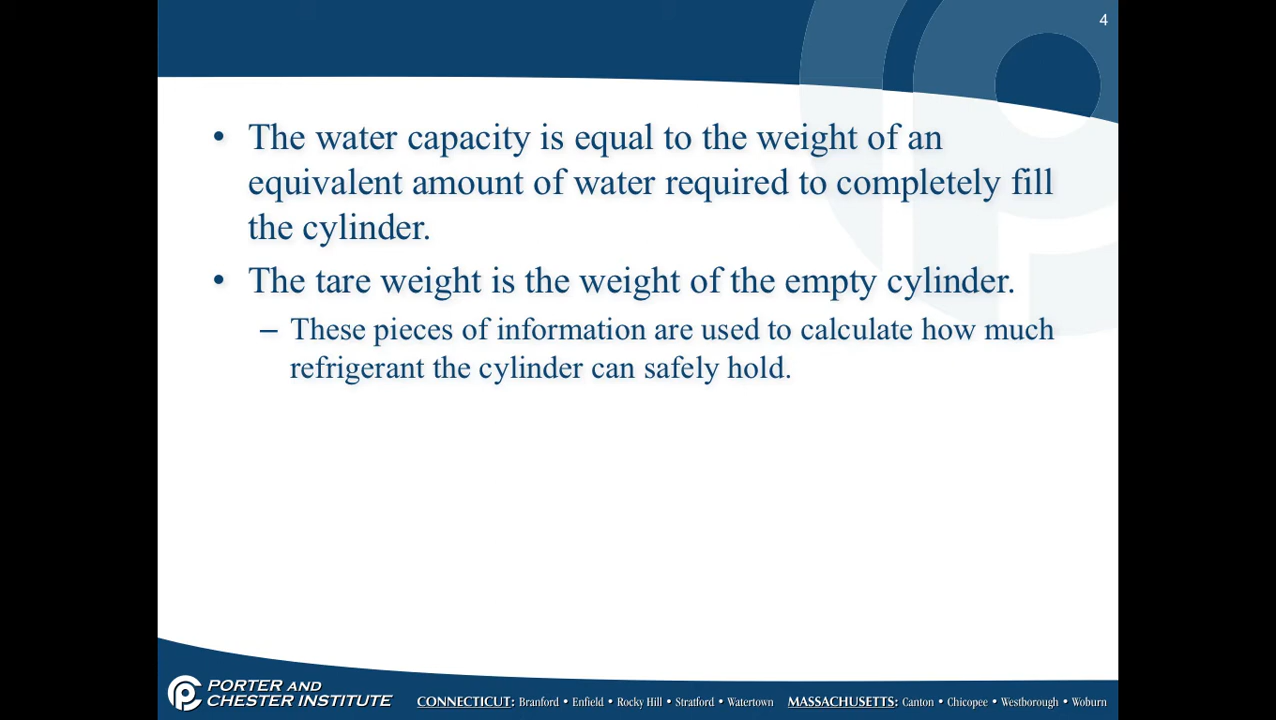 4
• The water capacity is equal to the weight of an
equivalent amount of water required to completely fill
the cylinder.
• The tare weight is the weight of the empty cylinder.
– These pieces of information are used to calculate how much
refrigerant the cylinder can safely hold.
PORTER AND
CHESTER INSTITUTE
CONNECTICUT: Branford • Enfield • Rocky Hill • Stratford • Watertown MASSACHUSETTS: Canton • Chicopee • Westborough • Woburn